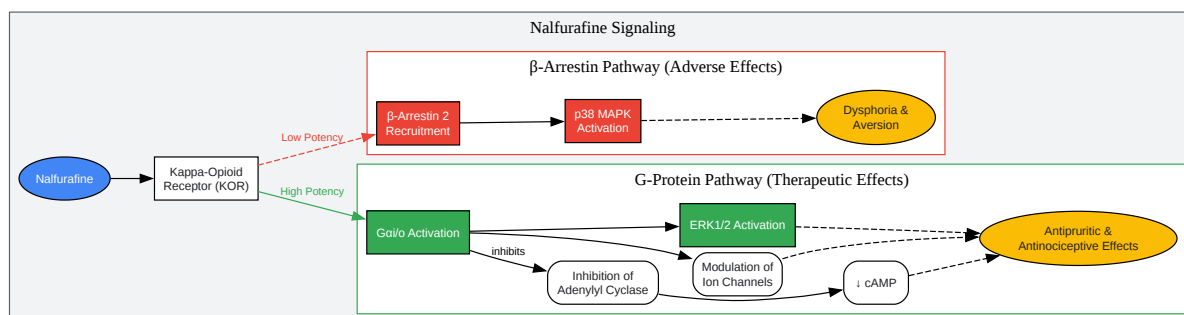 Nalfurafine Signaling
β-Arrestin Pathway (Adverse Effects)
β-Arrestin 2
Recruitment
p38 MAPK
Activation
Dysphoria &
Aversion
Low Potency
Nalfurafine
Kappa-Opioid
Receptor (KOR)
High Potency
G-Protein Pathway (Therapeutic Effects)
Gαi/o Activation
ERK1/2 Activation
Antipruritic &
Antinociceptive Effects
inhibits
Modulation of
Ion Channels
Inhibition of
Adenylyl Cyclase
↓ cAMP